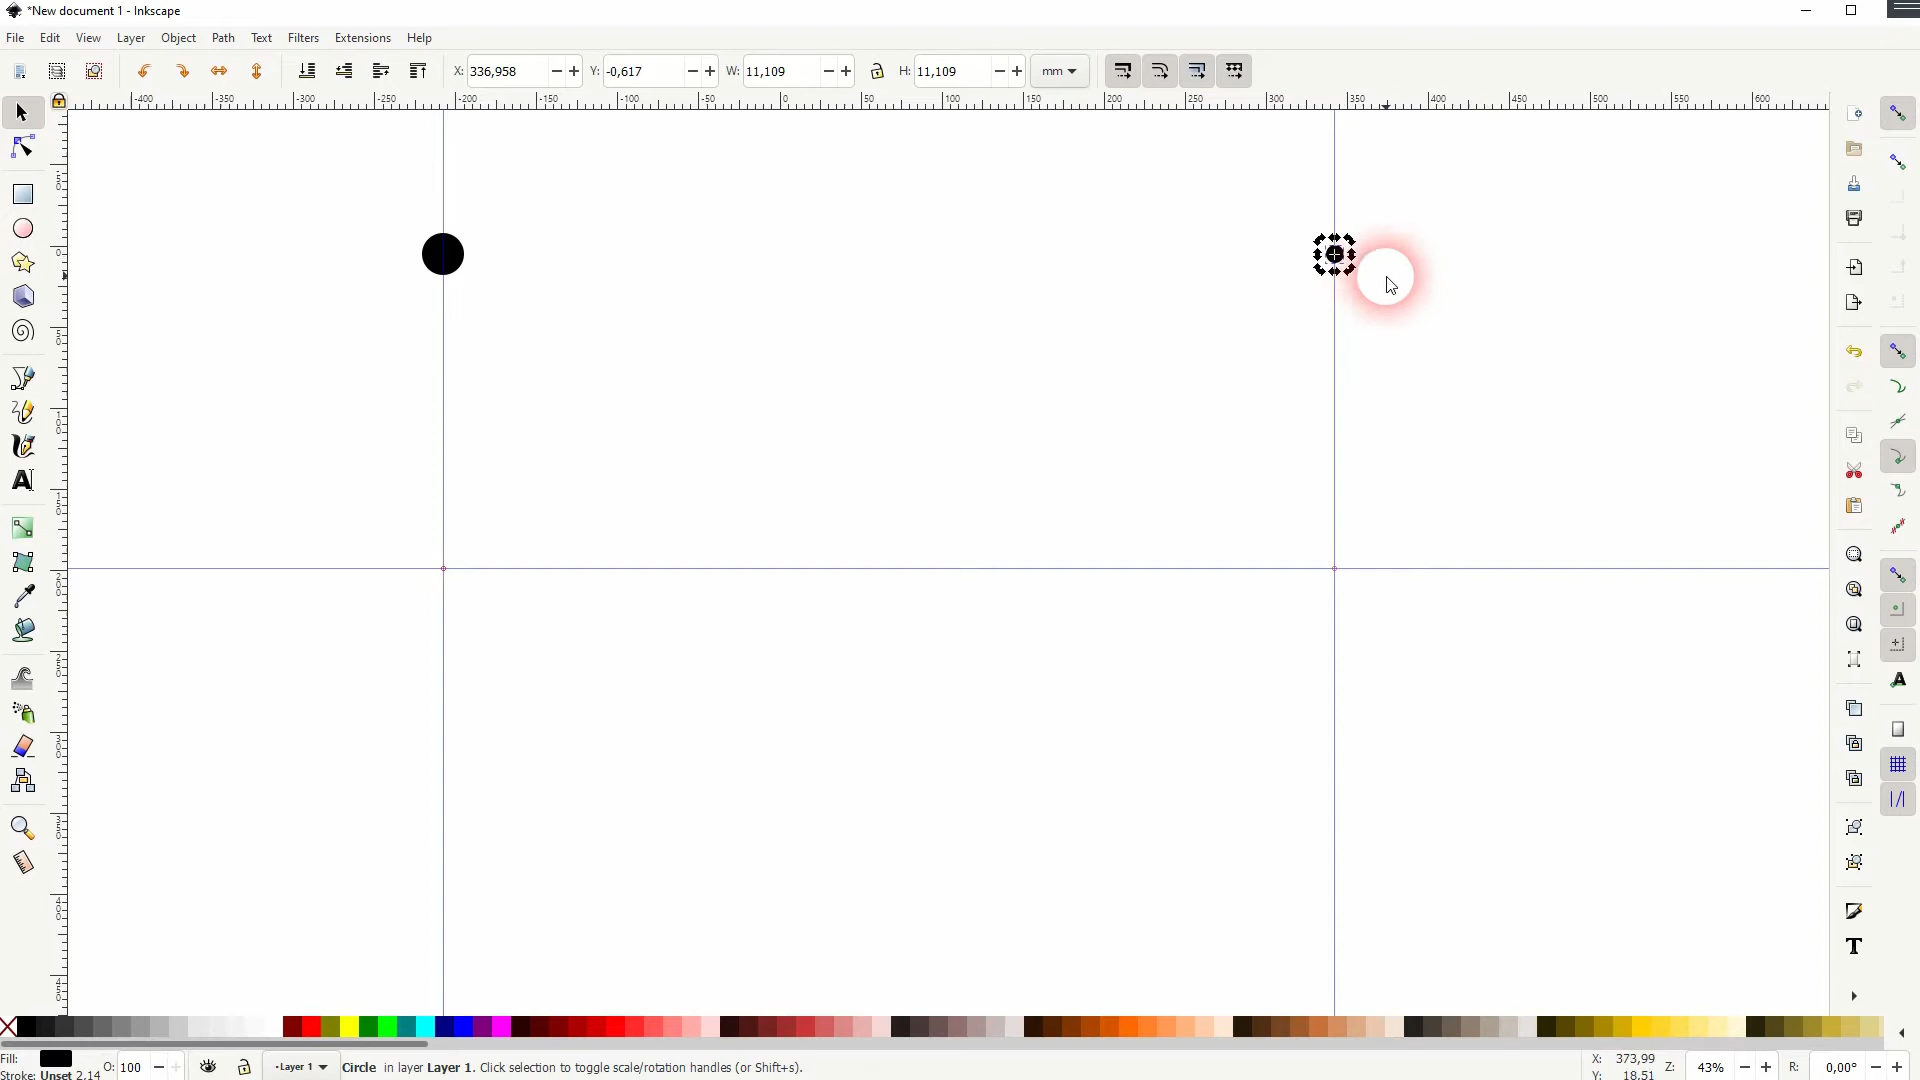 *New document 1 - Inkscape
File Edit View Layer Object Path Text Filters Extensions Help
X: 336,958 Y: -0,617 W: 11,109 H: 11,109 mm
-400 -350 -300 -250 -200 -150 -100 -50 0 50 100 150 200 250 300 350 400 450 500 550 600
Fill: O: 100 Layer 1 Circle in layer Layer 1. Click selection to toggle scale/rotation handles (or Shift+s). X: 373,99 Z: 43% R: 0,00°
Stroke: Unset 2,14 Y: 18,51